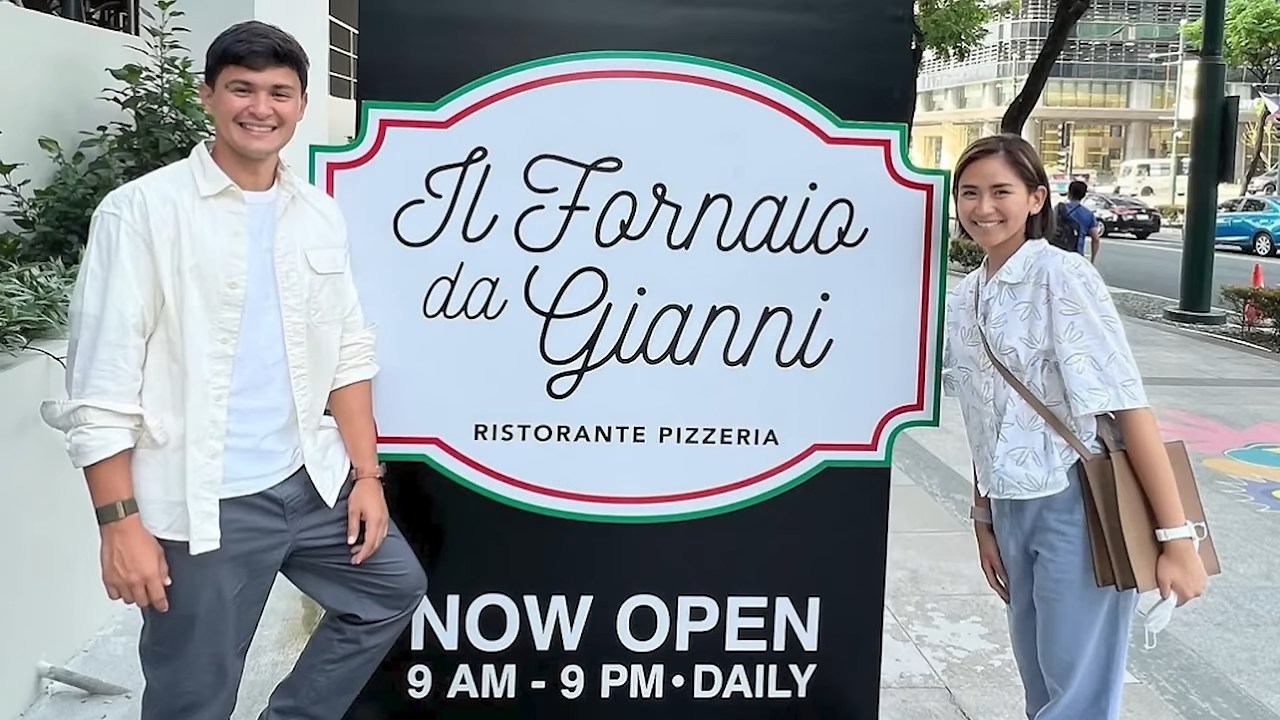 Il Fornaio
da Gianni
RISTORANTE PIZZERIA
NOW OPEN
9 AM - 9 PM • DAILY